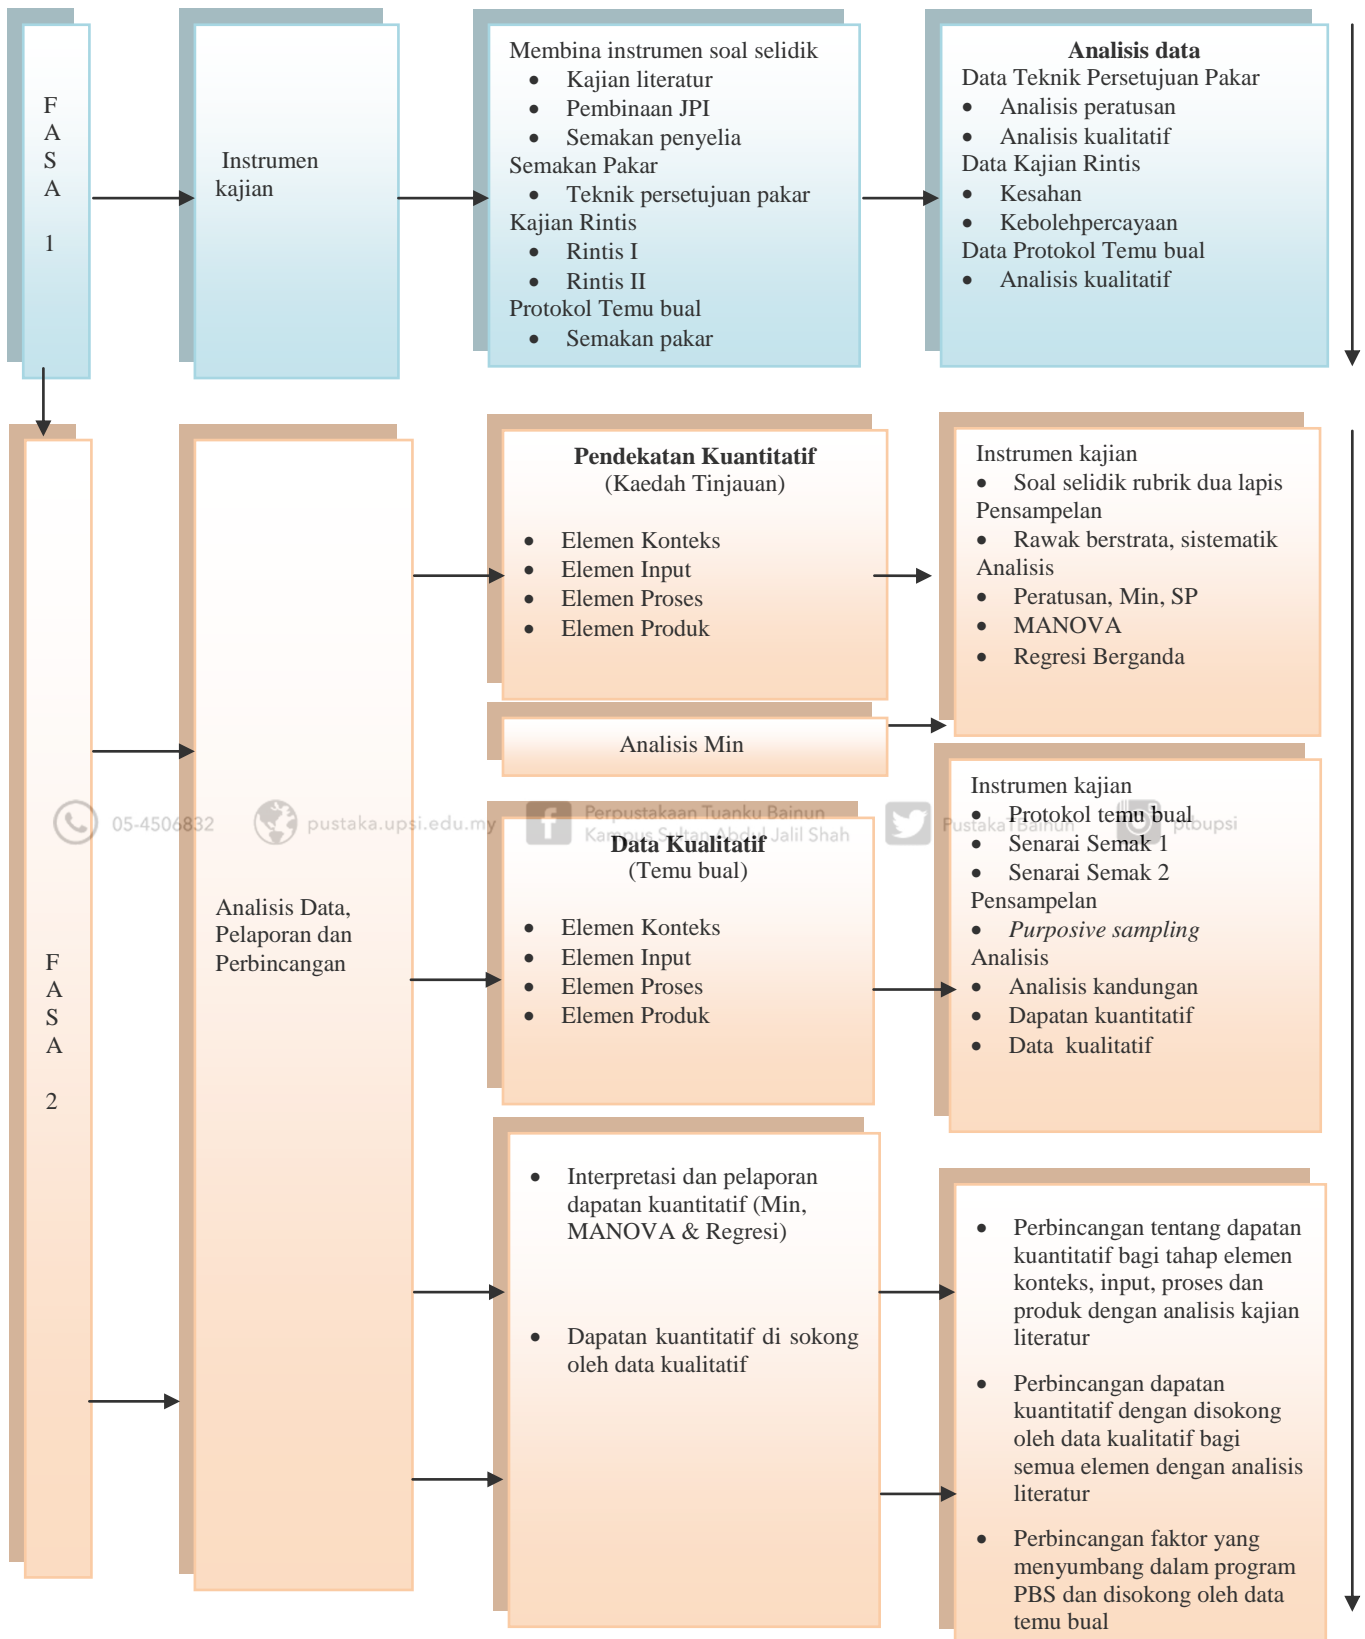 F
A
S
A
1
Instrumen
kajian
Membina instrumen soal selidik
• Kajian literatur
• Pembinaan JPI
• Semakan penyelia
Semakan Pakar
• Teknik persetujuan pakar
Kajian Rintis
• Rintis I
• Rintis II
Protokol Temu bual
• Semakan pakar
Analisis data
Data Teknik Persetujuan Pakar
• Analisis peratusan
• Analisis kualitatif
Data Kajian Rintis
• Kesahan
• Kebolehpercayaan
Data Protokol Temu bual
• Analisis kualitatif
F
A
S
A
2
Analisis Data,
Pelaporan dan
Perbincangan
Pendekatan Kuantitatif
(Kaedah Tinjauan)
• Elemen Konteks
• Elemen Input
• Elemen Proses
• Elemen Produk
Instrumen kajian
• Soal selidik rubrik dua lapis
Pensampelan
• Rawak berstrata, sistematik
Analisis
• Peratusan, Min, SP
• MANOVA
• Regresi Berganda
Analisis Min
Data Kualitatif
(Temu bual)
• Elemen Konteks
• Elemen Input
• Elemen Proses
• Elemen Produk
Instrumen kajian
• Protokol temu bual
• Senarai Semak 1
• Senarai Semak 2
Pensampelan
• Purposive sampling
Analisis
• Analisis kandungan
• Dapatan kuantitatif
• Data kualitatif
05-4506832
pustaka.upsi.edu.my
Perpustakaan Tuanku Bainun
Kampus Sultan Abdul Jalil Shah
PustakaTBainun
ptbupsi
• Interpretasi dan pelaporan
dapatan kuantitatif (Min,
MANOVA & Regresi)
• Dapatan kuantitatif di sokong
oleh data kualitatif
• Perbincangan tentang dapatan
kuantitatif bagi tahap elemen
konteks, input, proses dan
produk dengan analisis kajian
literatur
• Perbincangan dapatan
kuantitatif dengan disokong
oleh data kualitatif bagi
semua elemen dengan analisis
literatur
• Perbincangan faktor yang
menyumbang dalam program
PBS dan disokong oleh data
temu bual